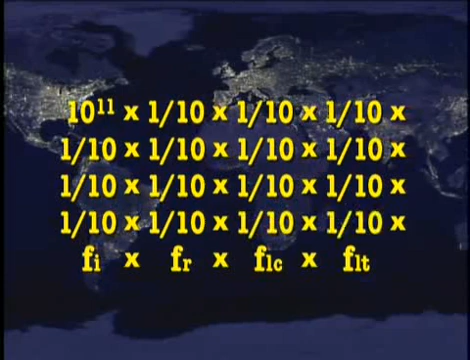 10¹¹ x 1/10 x 1/10 x 1/10 x
1/10 x 1/10 x 1/10 x 1/10 x
1/10 x 1/10 x 1/10 x 1/10 x
1/10 x 1/10 x 1/10 x 1/10 x
fi x fr x flc x flt